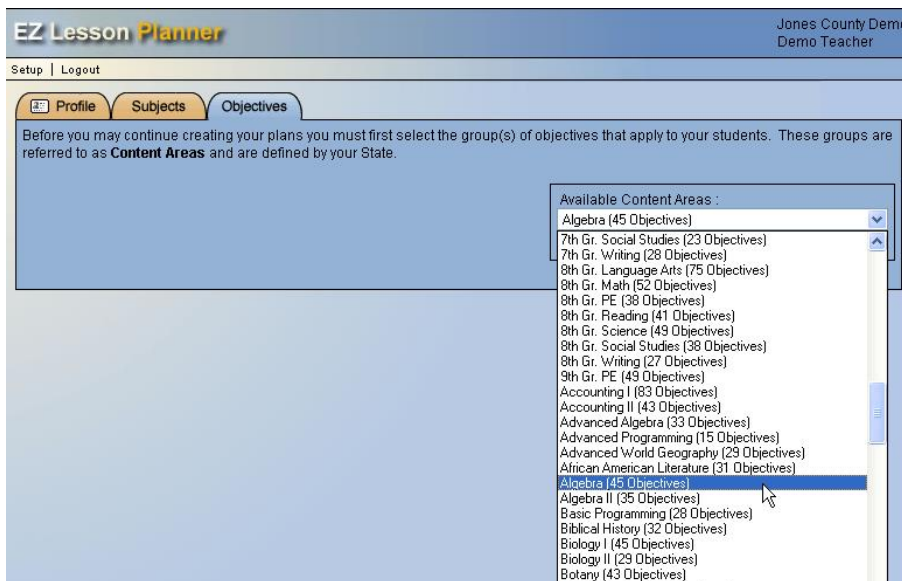 EZ Lesson Planner
Jones County Demo
Demo Teacher
Setup | Logout
Profile
Subjects
Objectives
Before you may continue creating your plans you must first select the group(s) of objectives that apply to your students. These groups are
referred to as Content Areas and are defined by your State.
Available Content Areas :
Algebra (45 Objectives)
7th Gr. Social Studies (23 Objectives)
7th Gr. Writing (28 Objectives)
8th Gr. Language Arts (75 Objectives)
8th Gr. Math (52 Objectives)
8th Gr. PE (38 Objectives)
8th Gr. Reading (41 Objectives)
8th Gr. Science (49 Objectives)
8th Gr. Social Studies (38 Objectives)
8th Gr. Writing (27 Objectives)
9th Gr. PE (49 Objectives)
Accounting I (83 Objectives)
Accounting II (43 Objectives)
Advanced Algebra (33 Objectives)
Advanced Programming (15 Objectives)
Advanced World Geography (29 Objectives)
African American Literature (31 Objectives)
Algebra (45 Objectives)
Algebra II (35 Objectives)
Basic Programming (28 Objectives)
Biblical History (32 Objectives)
Biology I (45 Objectives)
Biology II (29 Objectives)
Botany (43 Objectives)